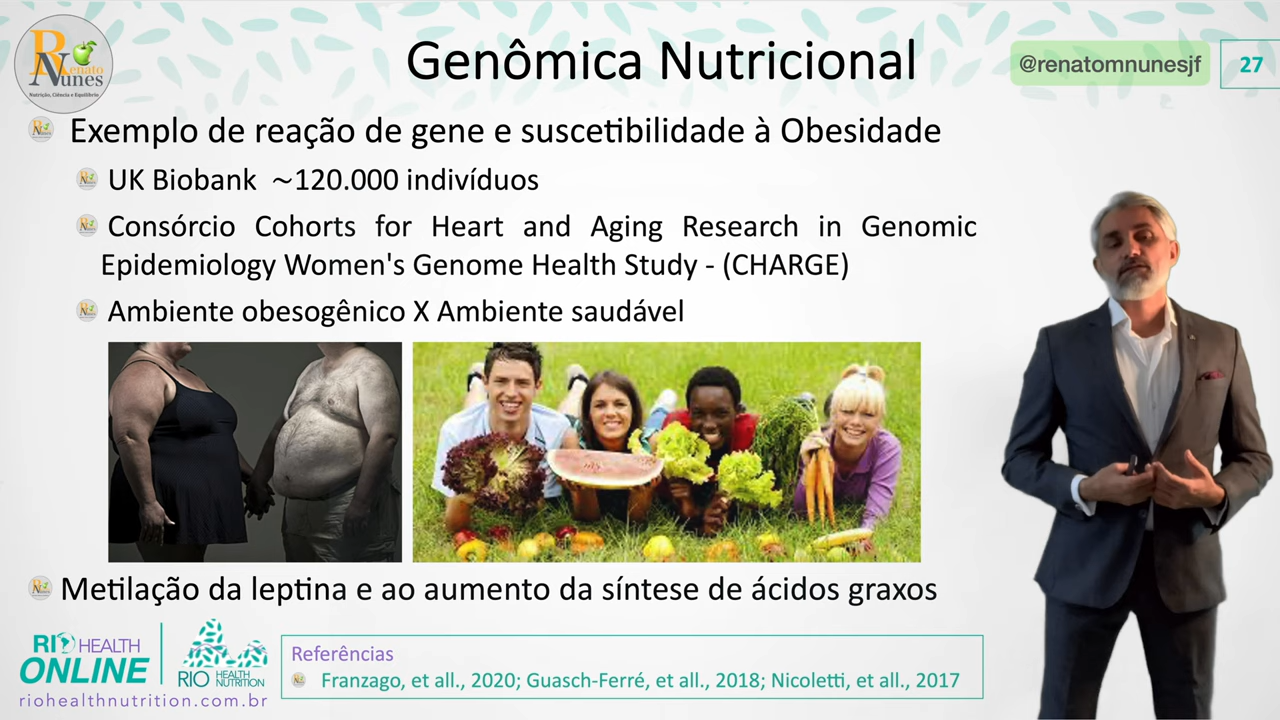 Renato Nunes
Nutrição, Ciência e Equilíbrio
Genômica Nutricional
@renatomnunesjf
27
Exemplo de reação de gene e suscetibilidade à Obesidade
UK Biobank ~120.000 indivíduos
Consórcio Cohorts for Heart and Aging Research in Genomic
Epidemiology Women's Genome Health Study - (CHARGE)
Ambiente obesogênico X Ambiente saudável
Metilação da leptina e ao aumento da síntese de ácidos graxos
RIO HEALTH
ONLINE
RIO HEALTH NUTRITION
riohealthnutrition.com.br
Referências
Franzago, et all., 2020; Guasch-Ferré, et all., 2018; Nicoletti, et all., 2017